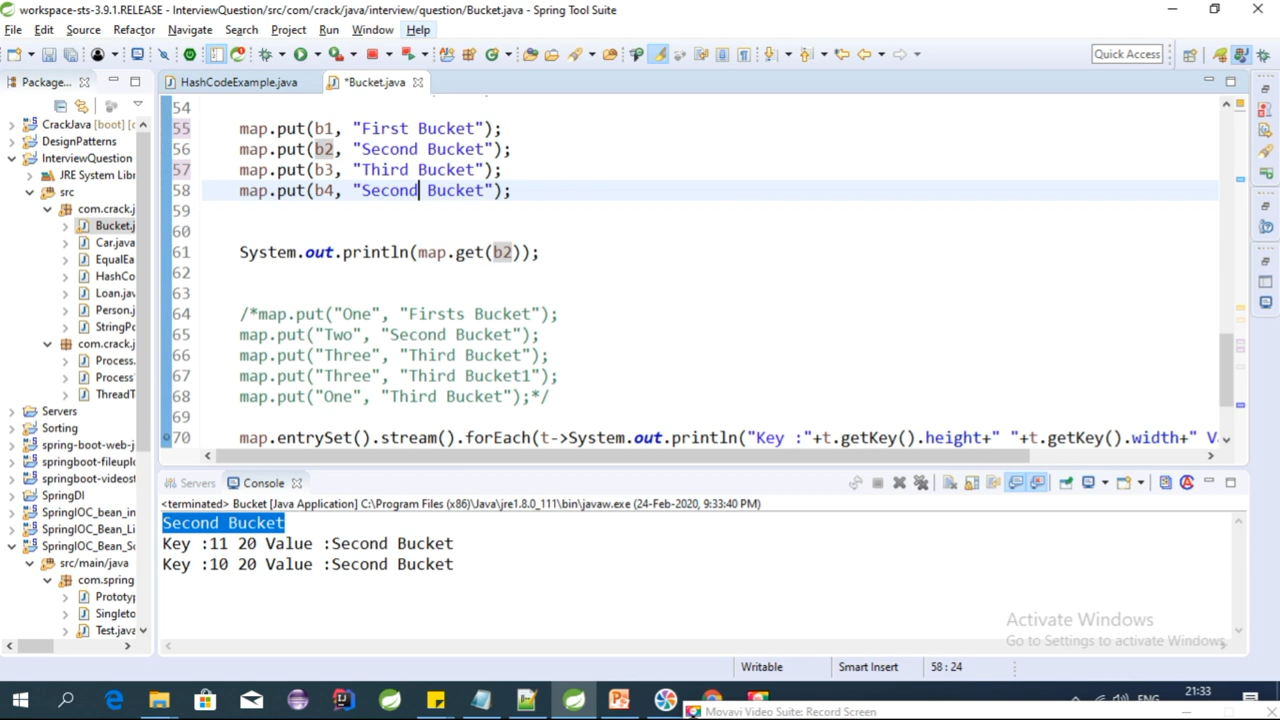 workspace-sts-3.9.1.RELEASE - InterviewQuestion/src/com/crack/java/interview/question/Bucket.java - Spring Tool Suite
File Edit Source Refactor Navigate Search Project Run Window Help
Quick Access
Package...
HashCodeExample.java
*Bucket.java
CrackJava [boot] [c
DesignPatterns
InterviewQuestion
JRE System Libr
src
com.crack.j
Bucket.j
Car.java
EqualEa
HashCo
Loan.jav
Person.j
StringPo
com.crack.j
Process.
Process
ThreadT
Servers
Sorting
spring-boot-web-j
springboot-fileuplo
springboot-videost
SpringDI
SpringIOC_Bean_in
SpringIOC_Bean_Li
SpringIOC_Bean_Sc
src/main/java
com.spring
Prototyp
Singleto
Test.java
54
55 map.put(b1, "First Bucket");
56 map.put(b2, "Second Bucket");
57 map.put(b3, "Third Bucket");
58 map.put(b4, "Second Bucket");
59
60
61 System.out.println(map.get(b2));
62
63
64 /*map.put("One", "Firsts Bucket");
65 map.put("Two", "Second Bucket");
66 map.put("Three", "Third Bucket");
67 map.put("Three", "Third Bucket1");
68 map.put("One", "Third Bucket");*/
69
70 map.entrySet().stream().forEach(t->System.out.println("Key :"+t.getKey().height+" "+t.getKey().width+" V
Servers
Console
<terminated> Bucket [Java Application] C:\Program Files (x86)\Java\jre1.8.0_111\bin\javaw.exe (24-Feb-2020, 9:33:40 PM)
Second Bucket
Key :11 20 Value :Second Bucket
Key :10 20 Value :Second Bucket
Activate Windows
Go to Settings to activate Windows.
Writable
Smart Insert
58 : 24
ENG
21:33
Movavi Video Suite: Record Screen